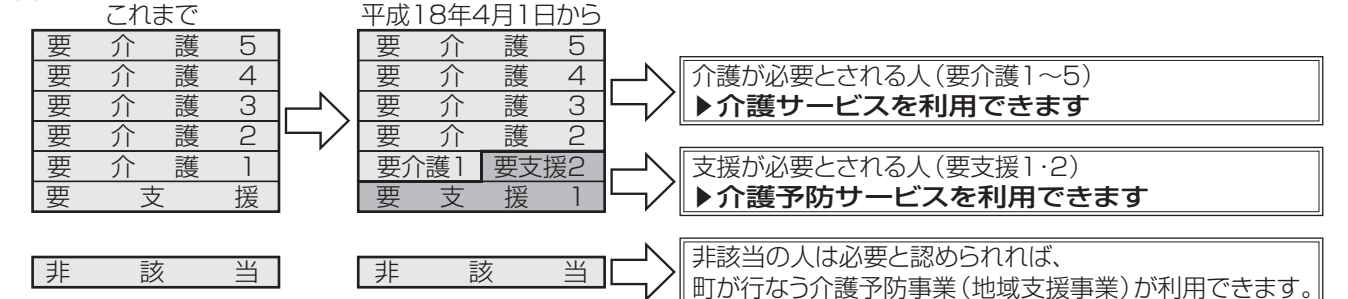 これまで
要介護5
要介護4
要介護3
要介護2
要介護1
要支援
非該当
平成18年4月1日から
要介護5
要介護4
要介護3
要介護2
要介護1 要支援2
要支援1
非該当
介護が必要とされる人(要介護1～5)
▶介護サービスを利用できます
支援が必要とされる人(要支援1・2)
▶介護予防サービスを利用できます
非該当の人は必要と認められれば、
町が行なう介護予防事業(地域支援事業)が利用できます。